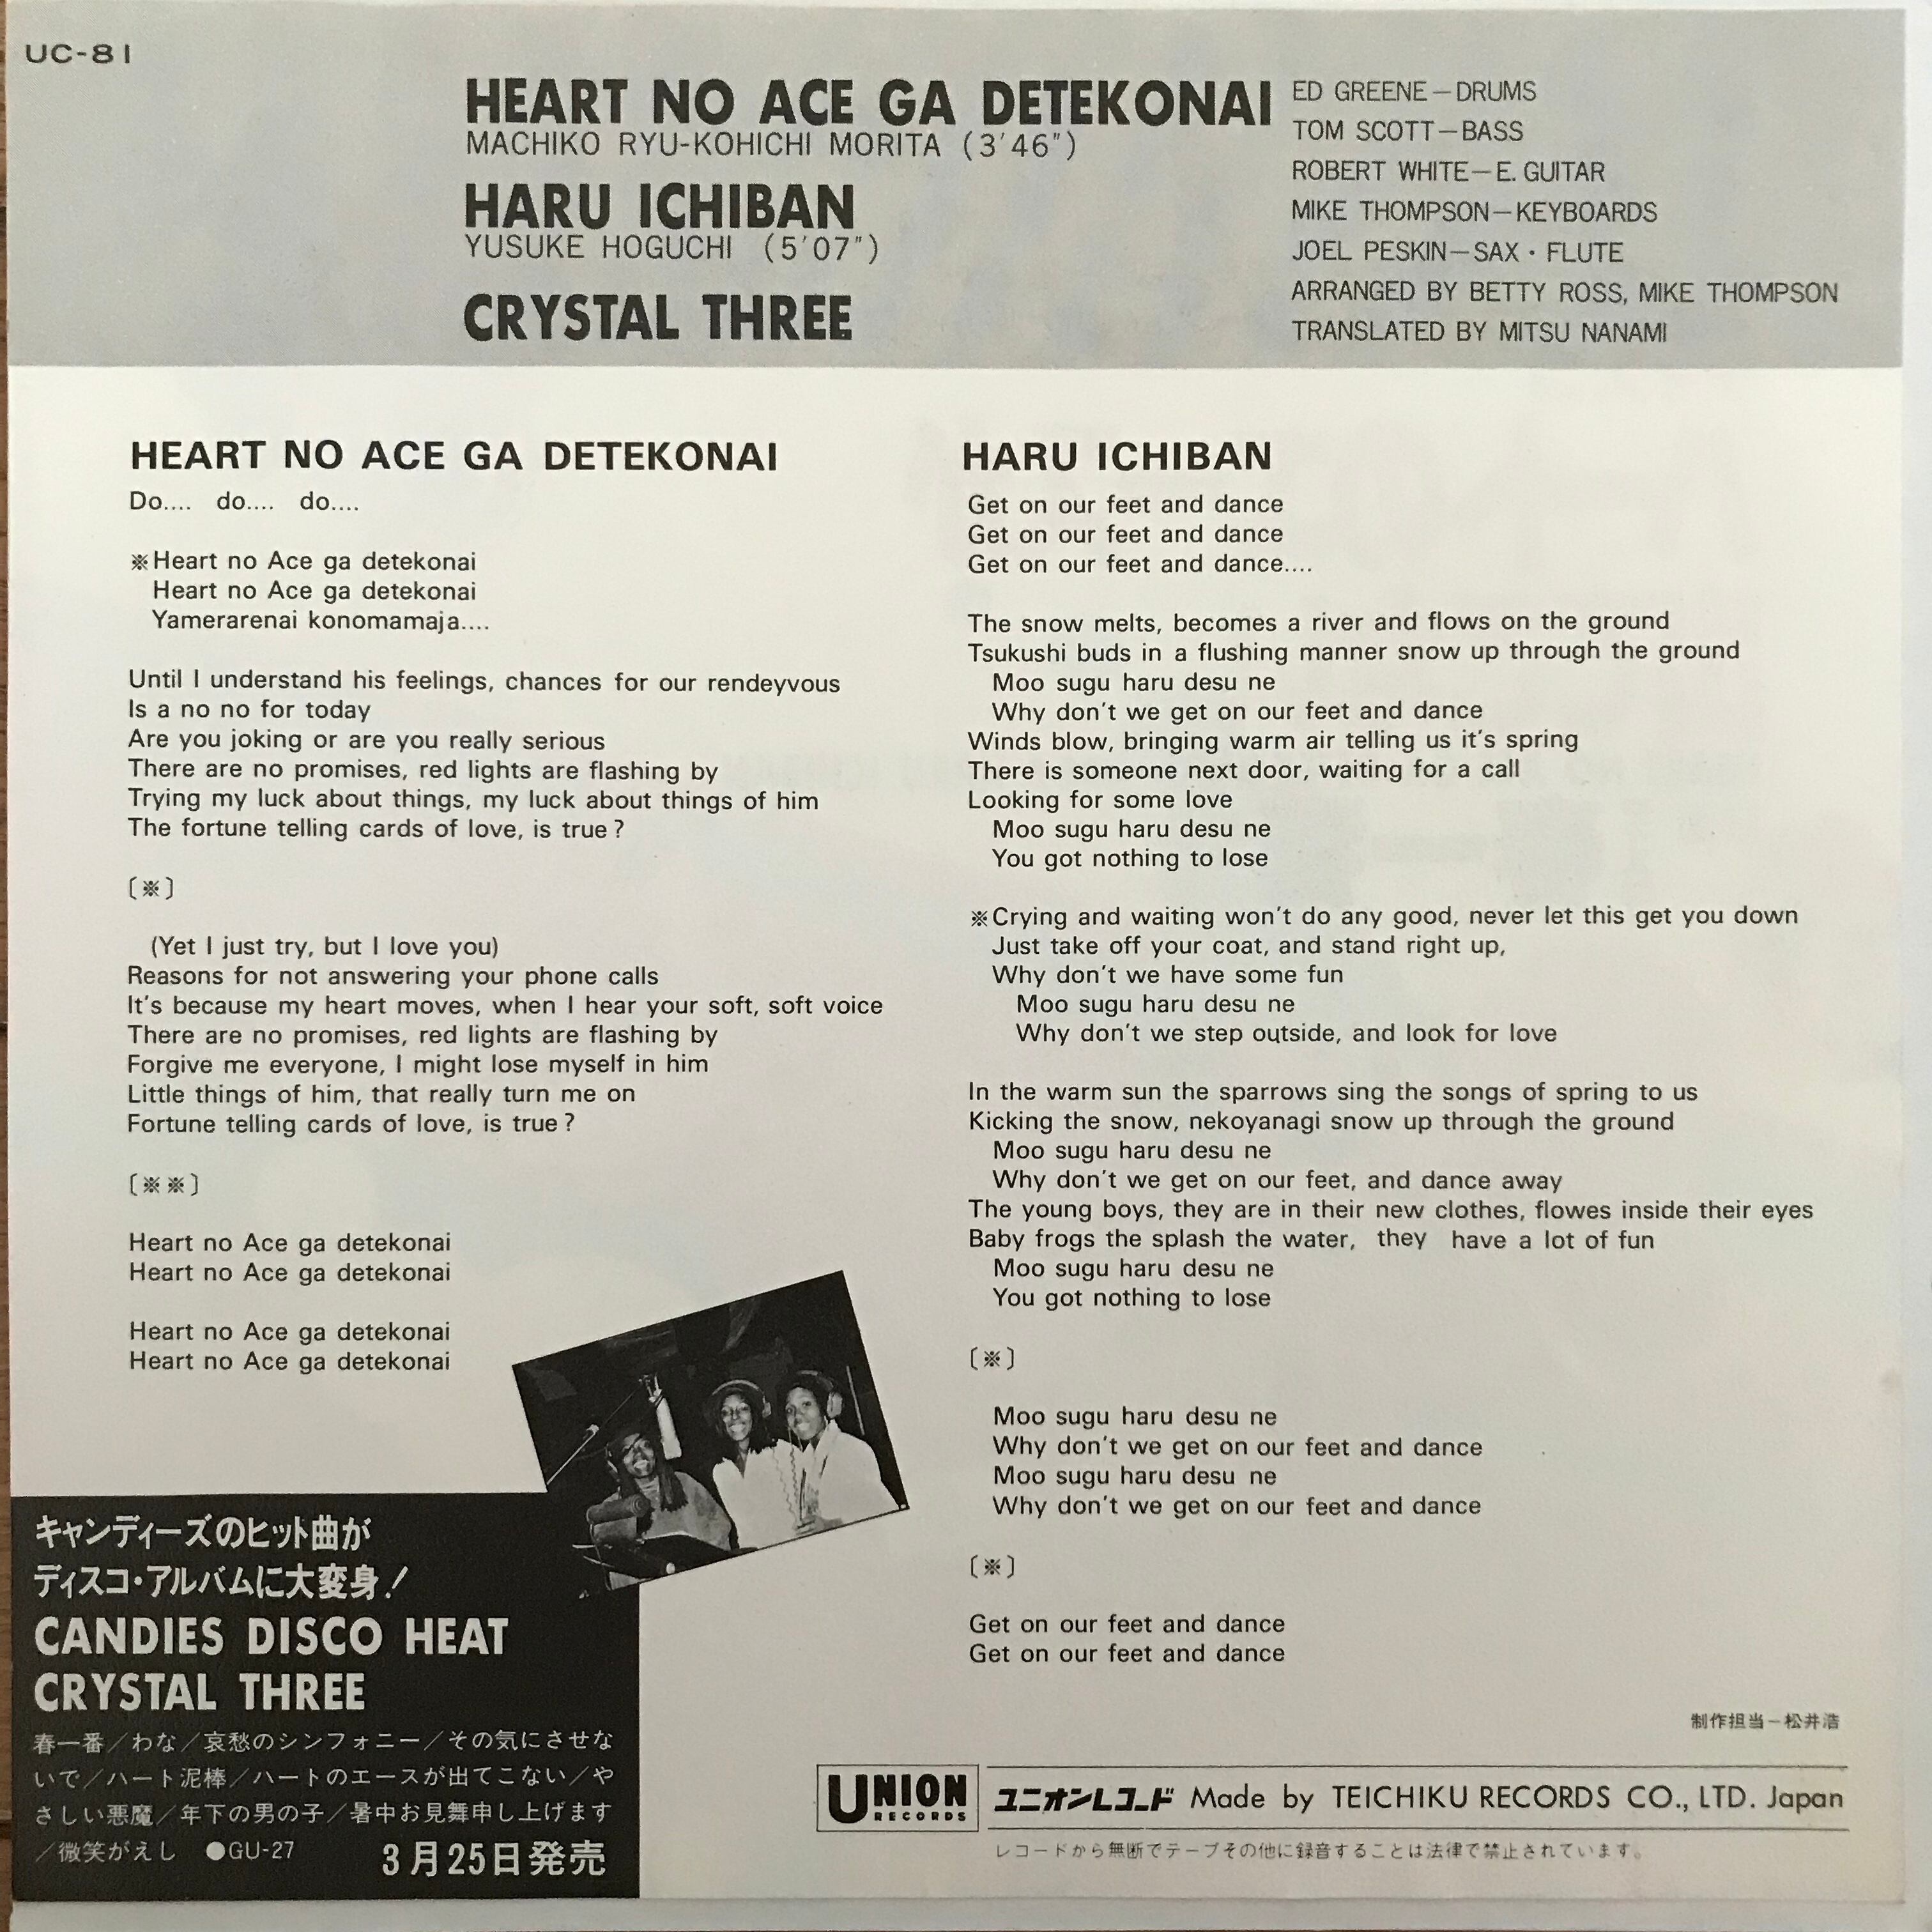 UC-81
HEART NO ACE GA DETEKONAI
MACHIKO RYU-KOHICHI MORITA (3′46″)
HARU ICHIBAN
YUSUKE HOGUCHI (5′07″)
CRYSTAL THREE
ED GREENE—DRUMS
TOM SCOTT—BASS
ROBERT WHITE—E. GUITAR
MIKE THOMPSON—KEYBOARDS
JOEL PESKIN—SAX・FLUTE
ARRANGED BY BETTY ROSS, MIKE THOMPSON
TRANSLATED BY MITSU NANAMI
HEART NO ACE GA DETEKONAI
Do.... do.... do....
※Heart no Ace ga detekonai
Heart no Ace ga detekonai
Yamerarenai konomamaja....
Until I understand his feelings, chances for our rendeyvous
Is a no no for today
Are you joking or are you really serious
There are no promises, red lights are flashing by
Trying my luck about things, my luck about things of him
The fortune telling cards of love, is true?
〔※〕
(Yet I just try, but I love you)
Reasons for not answering your phone calls
It's because my heart moves, when I hear your soft, soft voice
There are no promises, red lights are flashing by
Forgive me everyone, I might lose myself in him
Little things of him, that really turn me on
Fortune telling cards of love, is true?
〔※※〕
Heart no Ace ga detekonai
Heart no Ace ga detekonai
Heart no Ace ga detekonai
Heart no Ace ga detekonai
HARU ICHIBAN
Get on our feet and dance
Get on our feet and dance
Get on our feet and dance....
The snow melts, becomes a river and flows on the ground
Tsukushi buds in a flushing manner snow up through the ground
Moo sugu haru desu ne
Why don't we get on our feet and dance
Winds blow, bringing warm air telling us it's spring
There is someone next door, waiting for a call
Looking for some love
Moo sugu haru desu ne
You got nothing to lose
※Crying and waiting won't do any good, never let this get you down
Just take off your coat, and stand right up,
Why don't we have some fun
Moo sugu haru desu ne
Why don't we step outside, and look for love
In the warm sun the sparrows sing the songs of spring to us
Kicking the snow, nekoyanagi snow up through the ground
Moo sugu haru desu ne
Why don't we get on our feet, and dance away
The young boys, they are in their new clothes, flowes inside their eyes
Baby frogs the splash the water, they have a lot of fun
Moo sugu haru desu ne
You got nothing to lose
〔※〕
Moo sugu haru desu ne
Why don't we get on our feet and dance
Moo sugu haru desu ne
Why don't we get on our feet and dance
〔※〕
Get on our feet and dance
Get on our feet and dance
キャンディーズのヒット曲が
ディスコ・アルバムに大変身!
CANDIES DISCO HEAT
CRYSTAL THREE
春一番/わな/哀愁のシンフォニー/その気にさせな
いで/ハート泥棒/ハートのエースが出てこない/や
さしい悪魔/年下の男の子/暑中お見舞申し上げます
/微笑がえし ●GU-27
3月25日発売
制作担当—松井浩
UNION
RECORDS
ユニオンレコード Made by TEICHIKU RECORDS CO., LTD. Japan
レコードから無断でテープその他に録音することは法律で禁止されています。